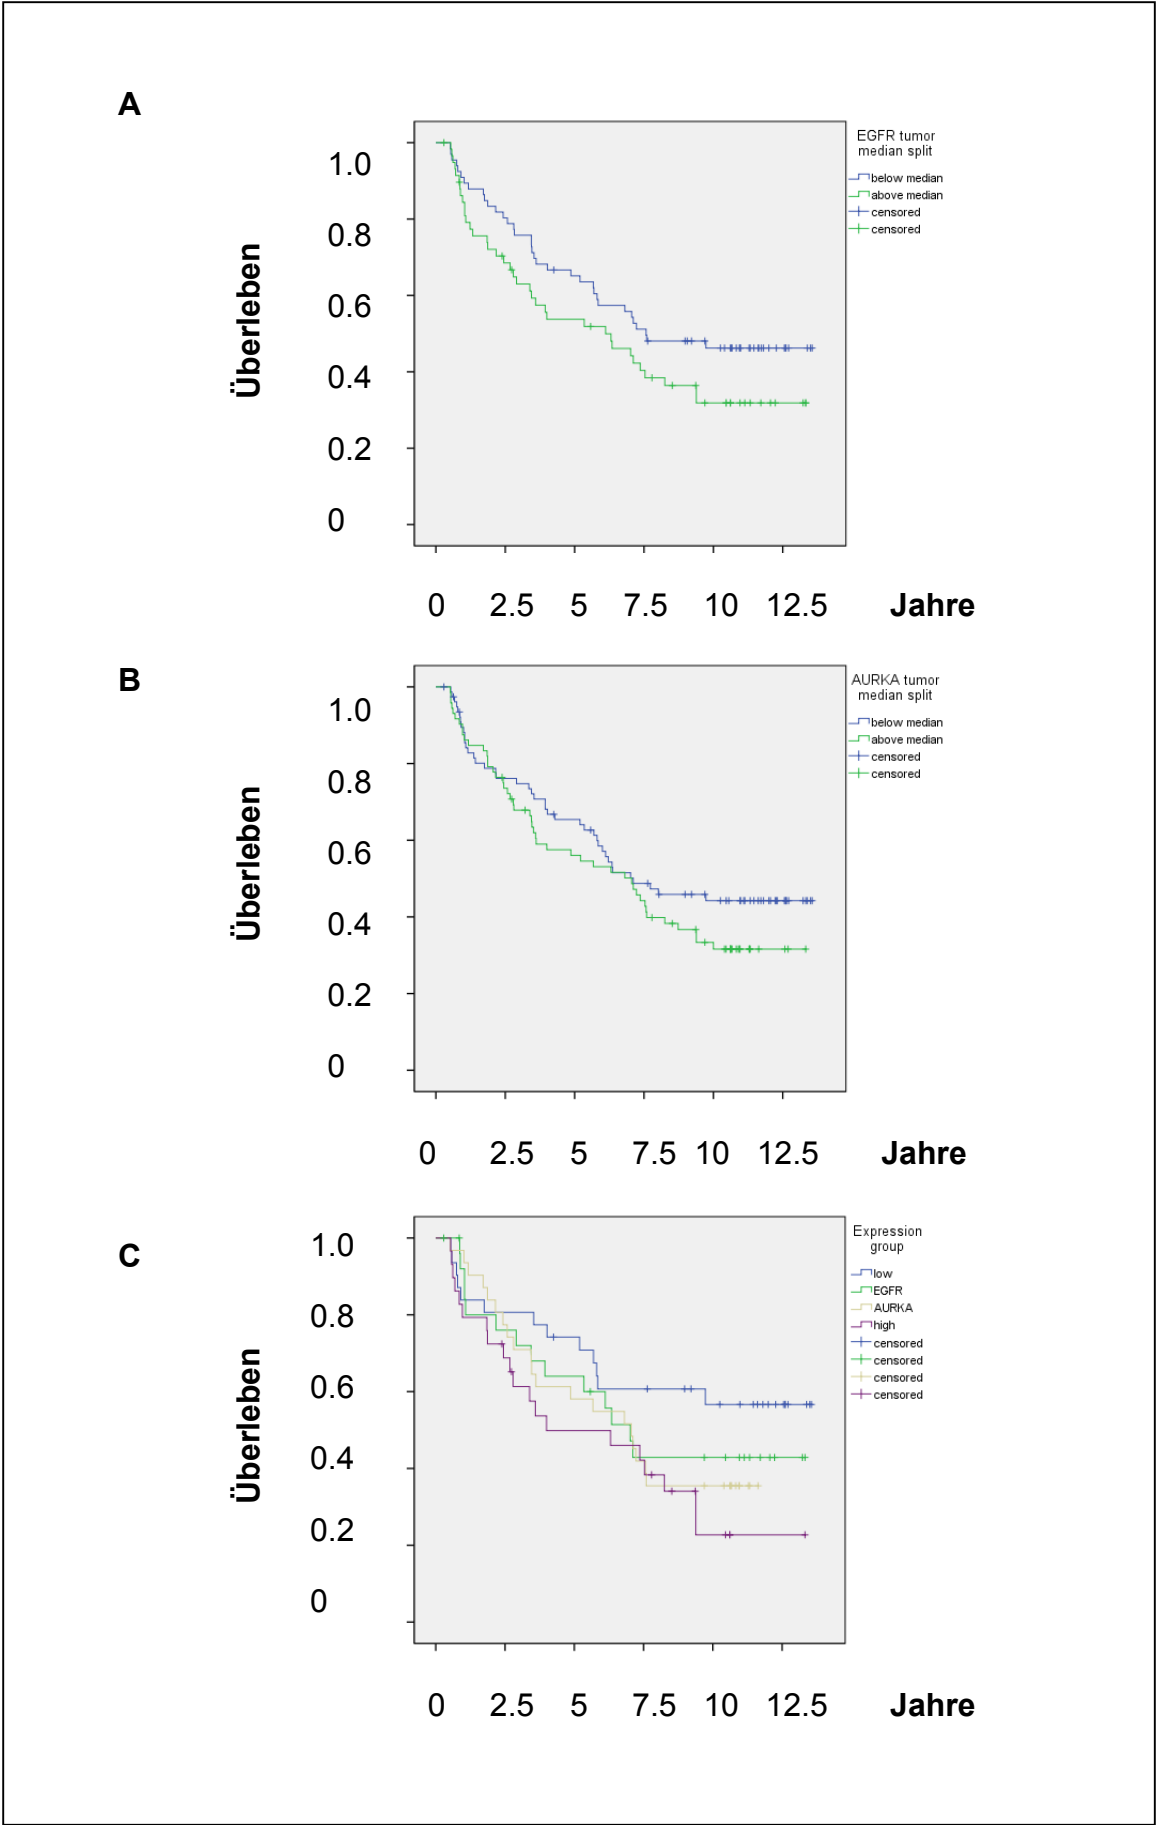 A
EGFR tumor
median split
below median
above median
censored
censored
1.0
0.8
0.6
0.4
0.2
0
Überleben
0 2.5 5 7.5 10 12.5 Jahre
B
AURKA tumor
median split
below median
above median
censored
censored
1.0
0.8
0.6
0.4
0.2
0
Überleben
0 2.5 5 7.5 10 12.5 Jahre
C
Expression
group
low
EGFR
AURKA
high
censored
censored
censored
censored
1.0
0.8
0.6
0.4
0.2
0
Überleben
0 2.5 5 7.5 10 12.5 Jahre